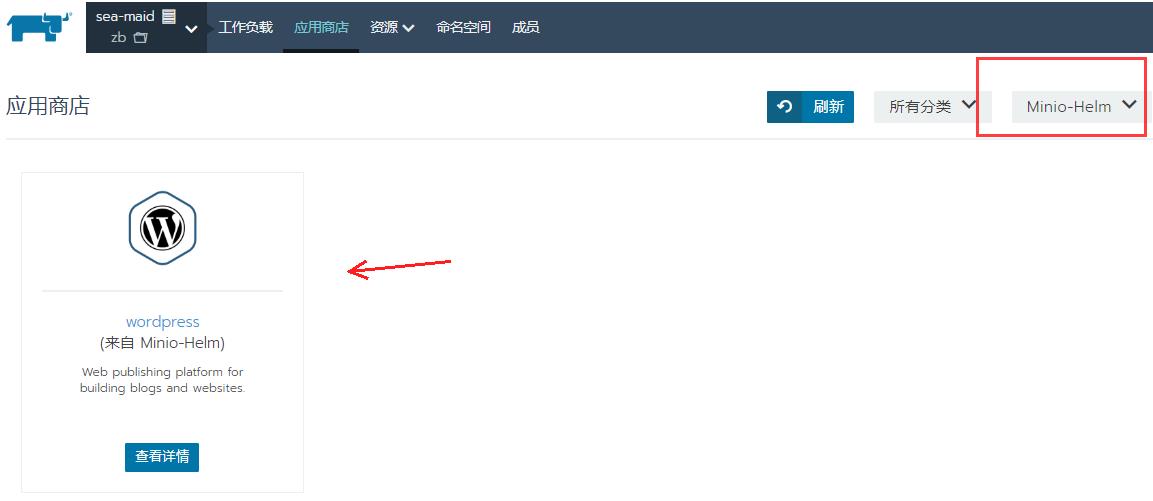 sea-maid
zb
工作负载
应用商店
资源
命名空间
成员
应用商店
刷新
所有分类
Minio-Helm
wordpress
(来自 Minio-Helm)
Web publishing platform for
building blogs and websites.
查看详情